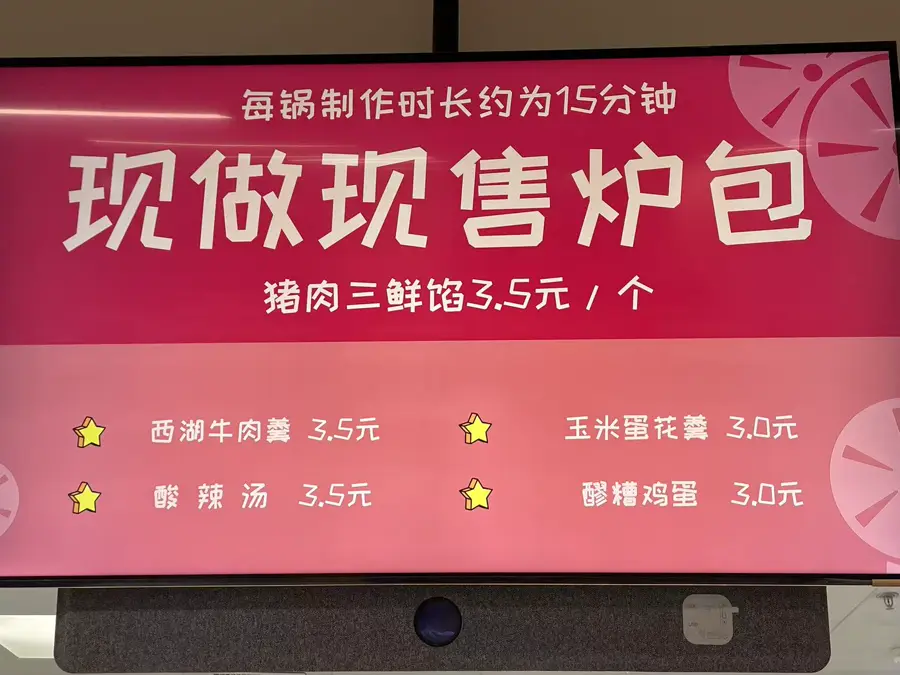 每锅制作时长约为15分钟
现做现售炉包
猪肉三鲜馅3.5元 / 个
西湖牛肉羹 3.5元
玉米蛋花羹 3.0元
酸辣汤 3.5元
醪糟鸡蛋 3.0元